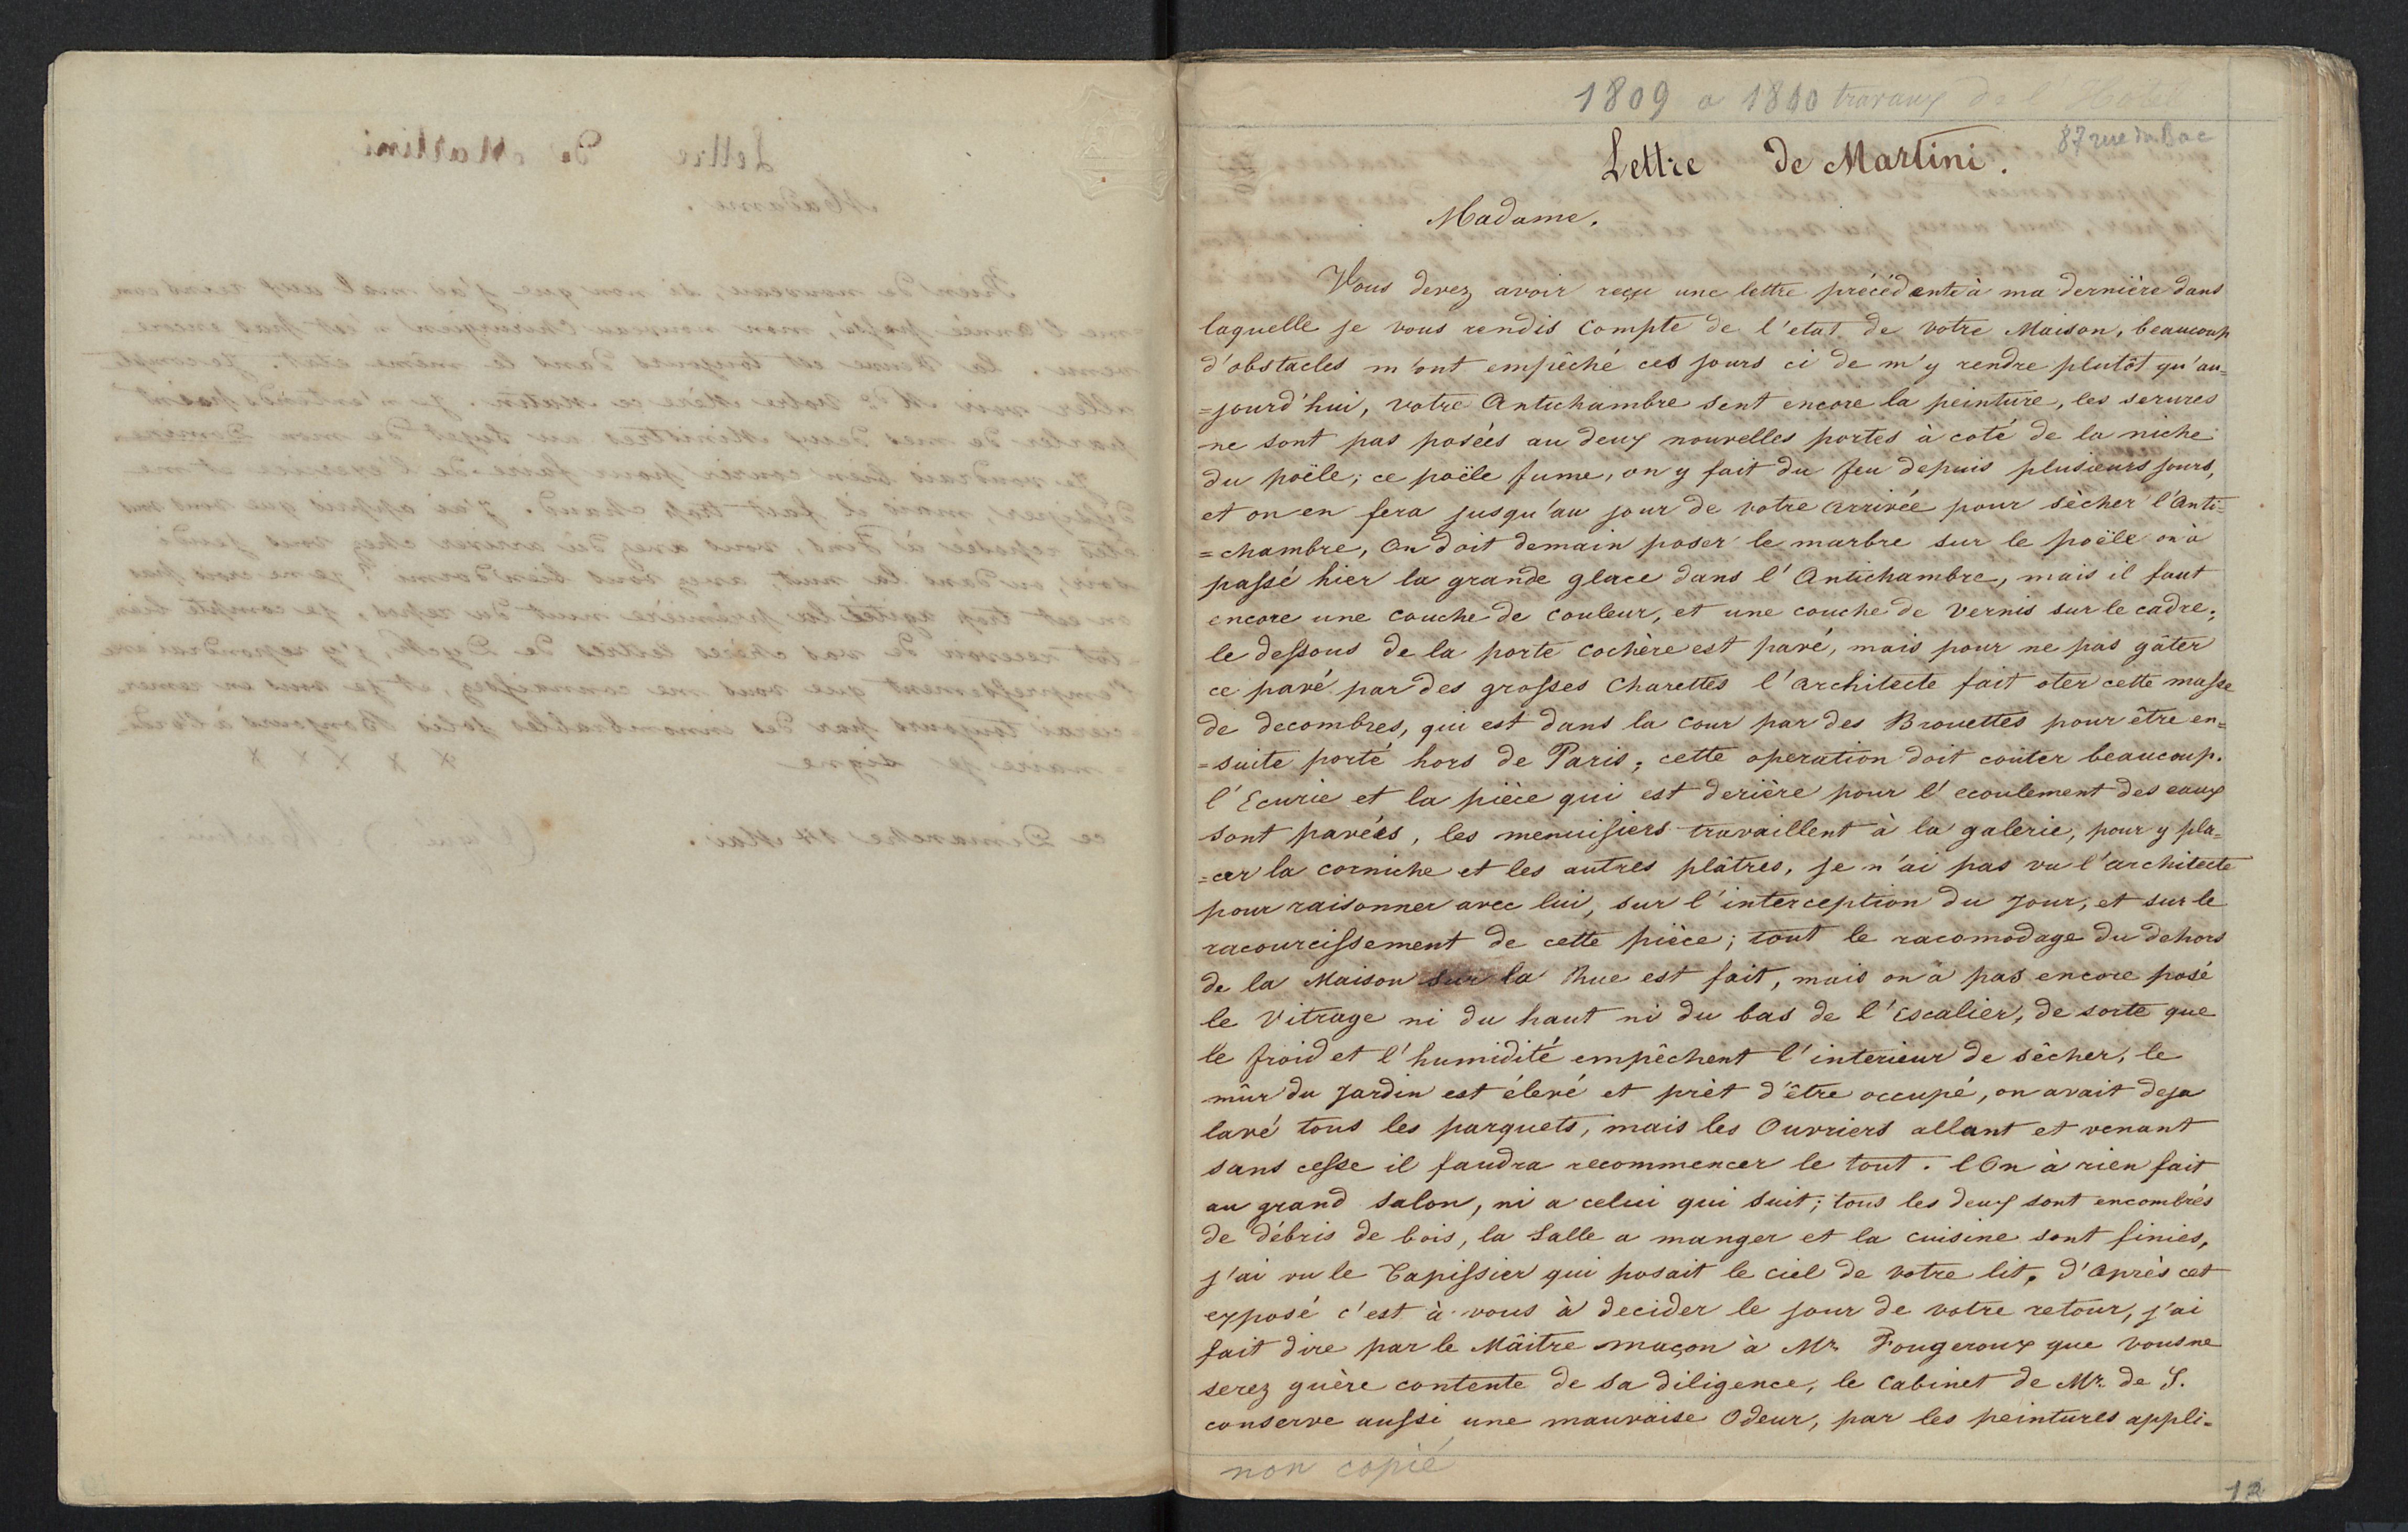 1809 a 1810 travaux de l Hotel
87 rue du Bac
Lettre de Martini.
Madame.
Vous devez avoir reçu une lettre précédente à ma dernière dans
laquelle je vous rendis compte de l'etat de votre Maison, beaucoup
d'obstacles m'ont empêché ces jours ci de m'y rendre plutôt qu'au=
=jourd'hui, votre Antichambre sent encore la peinture, les serures
ne sont pas posées au deux nouvelles portes à coté de la niche
du poële; ce poële fume, on y fait du feu depuis plusieurs jours,
et on en fera jusqu'au jour de votre arrivée pour sècher l'Anti=
=chambre, On doit demain poser le marbre sur le poële on à
passé hier la grande glace dans l'Antichambre, mais il faut
encore une couche de couleur, et une couche de vernis sur le cadre;
le dessous de la porte cochère est pavé, mais pour ne pas gâter
ce pavé par des grosses Charettes l'architecte fait oter cette masse
de decombres, qui est dans la cour par des Brouettes pour être en=
=suite porté hors de Paris; cette operation doit coûter beaucoup.
l'Ecurie et la pièce qui est derière pour l'ecoulement des eaux
sont pavées, les menuisiers travaillent à la galerie, pour y pla=
=cer la corniche et les autres plâtres, je n'ai pas vu l'architecte
pour raisonner avec lui, sur l'interception du jour, et sur le
racourcissement de cette pièce; tout le racomodage du dehors
de la Maison sur la Rue est fait, mais on à pas encore posé
le Vitrage ni du haut ni du bas de l'Escalier, de sorte que
le froid et l'humidité empêchent l'interieur de sêcher, le
mûr du Jardin est élevé et prèt d'être occupé, on avait deja
lavé tous les parquets, mais les Ouvriers allant et venant
sans cesse il faudra recommencer le tout. l'On à rien fait
au grand salon, ni a celui qui suit; tous les deux sont encombrés
de débris de bois, la Salle a manger et la cuisine sont finies,
j'ai vu le Tapissier qui posait le ciel de votre lit, d'après cet
exposé c'est à vous à decider le jour de votre retour, j'ai
fait dire par le Mâitre maçon à Mr. Fougeroux que vous ne
serez guère contente de sa diligence, le cabinet de Mr. de S.
conserve aussi une mauvaise Odeur, par les peintures appli=
non copié
12